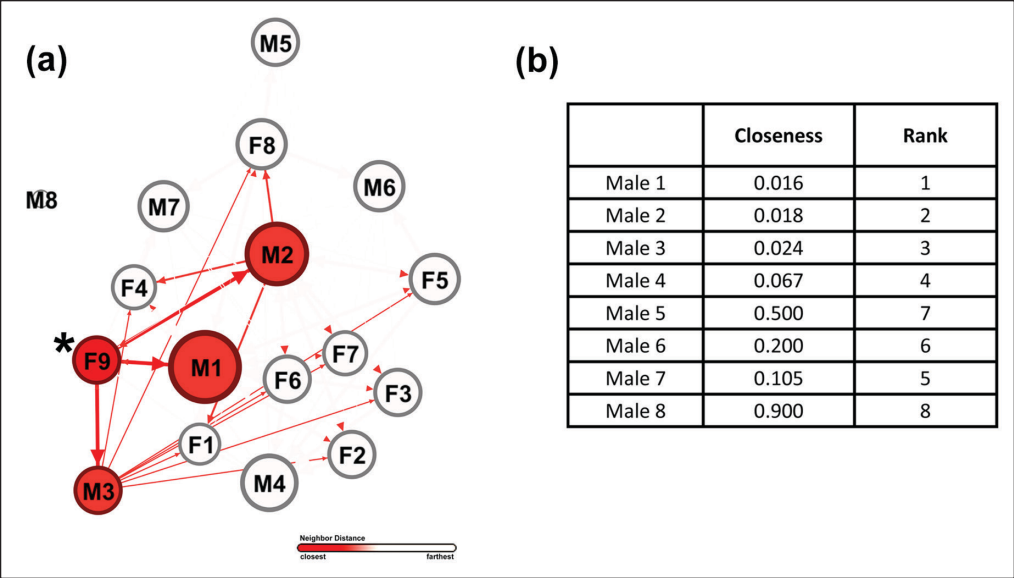 (a)
M5
F8
M6
M8
M7
M2
F4
F5
*
F9
M1
F7
F6
F3
F1
F2
M4
M3
Neighbor Distance
closest farthest
(b)
Closeness Rank
Male 1 0.016 1
Male 2 0.018 2
Male 3 0.024 3
Male 4 0.067 4
Male 5 0.500 7
Male 6 0.200 6
Male 7 0.105 5
Male 8 0.900 8